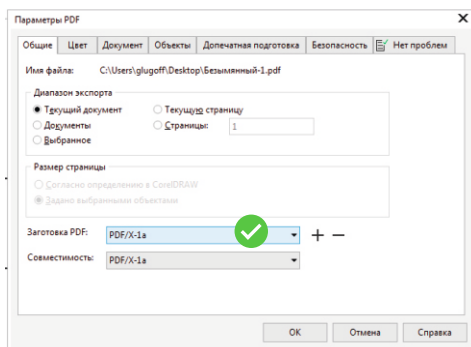 Параметры PDF
Общие Цвет Документ Объекты Допечатная подготовка Безопасность Нет проблем
Имя файла: C:\Users\glugoff\Desktop\Безымянный-1.pdf
Диапазон экспорта
Текущий документ Текущую страницу
Документы Страницы: 1
Выбранное
Размер страницы
Согласно определению в CorelDRAW
Задано выбранными объектами
Заготовка PDF: PDF/X-1a
Совместимость: PDF/X-1a
ОК Отмена Справка